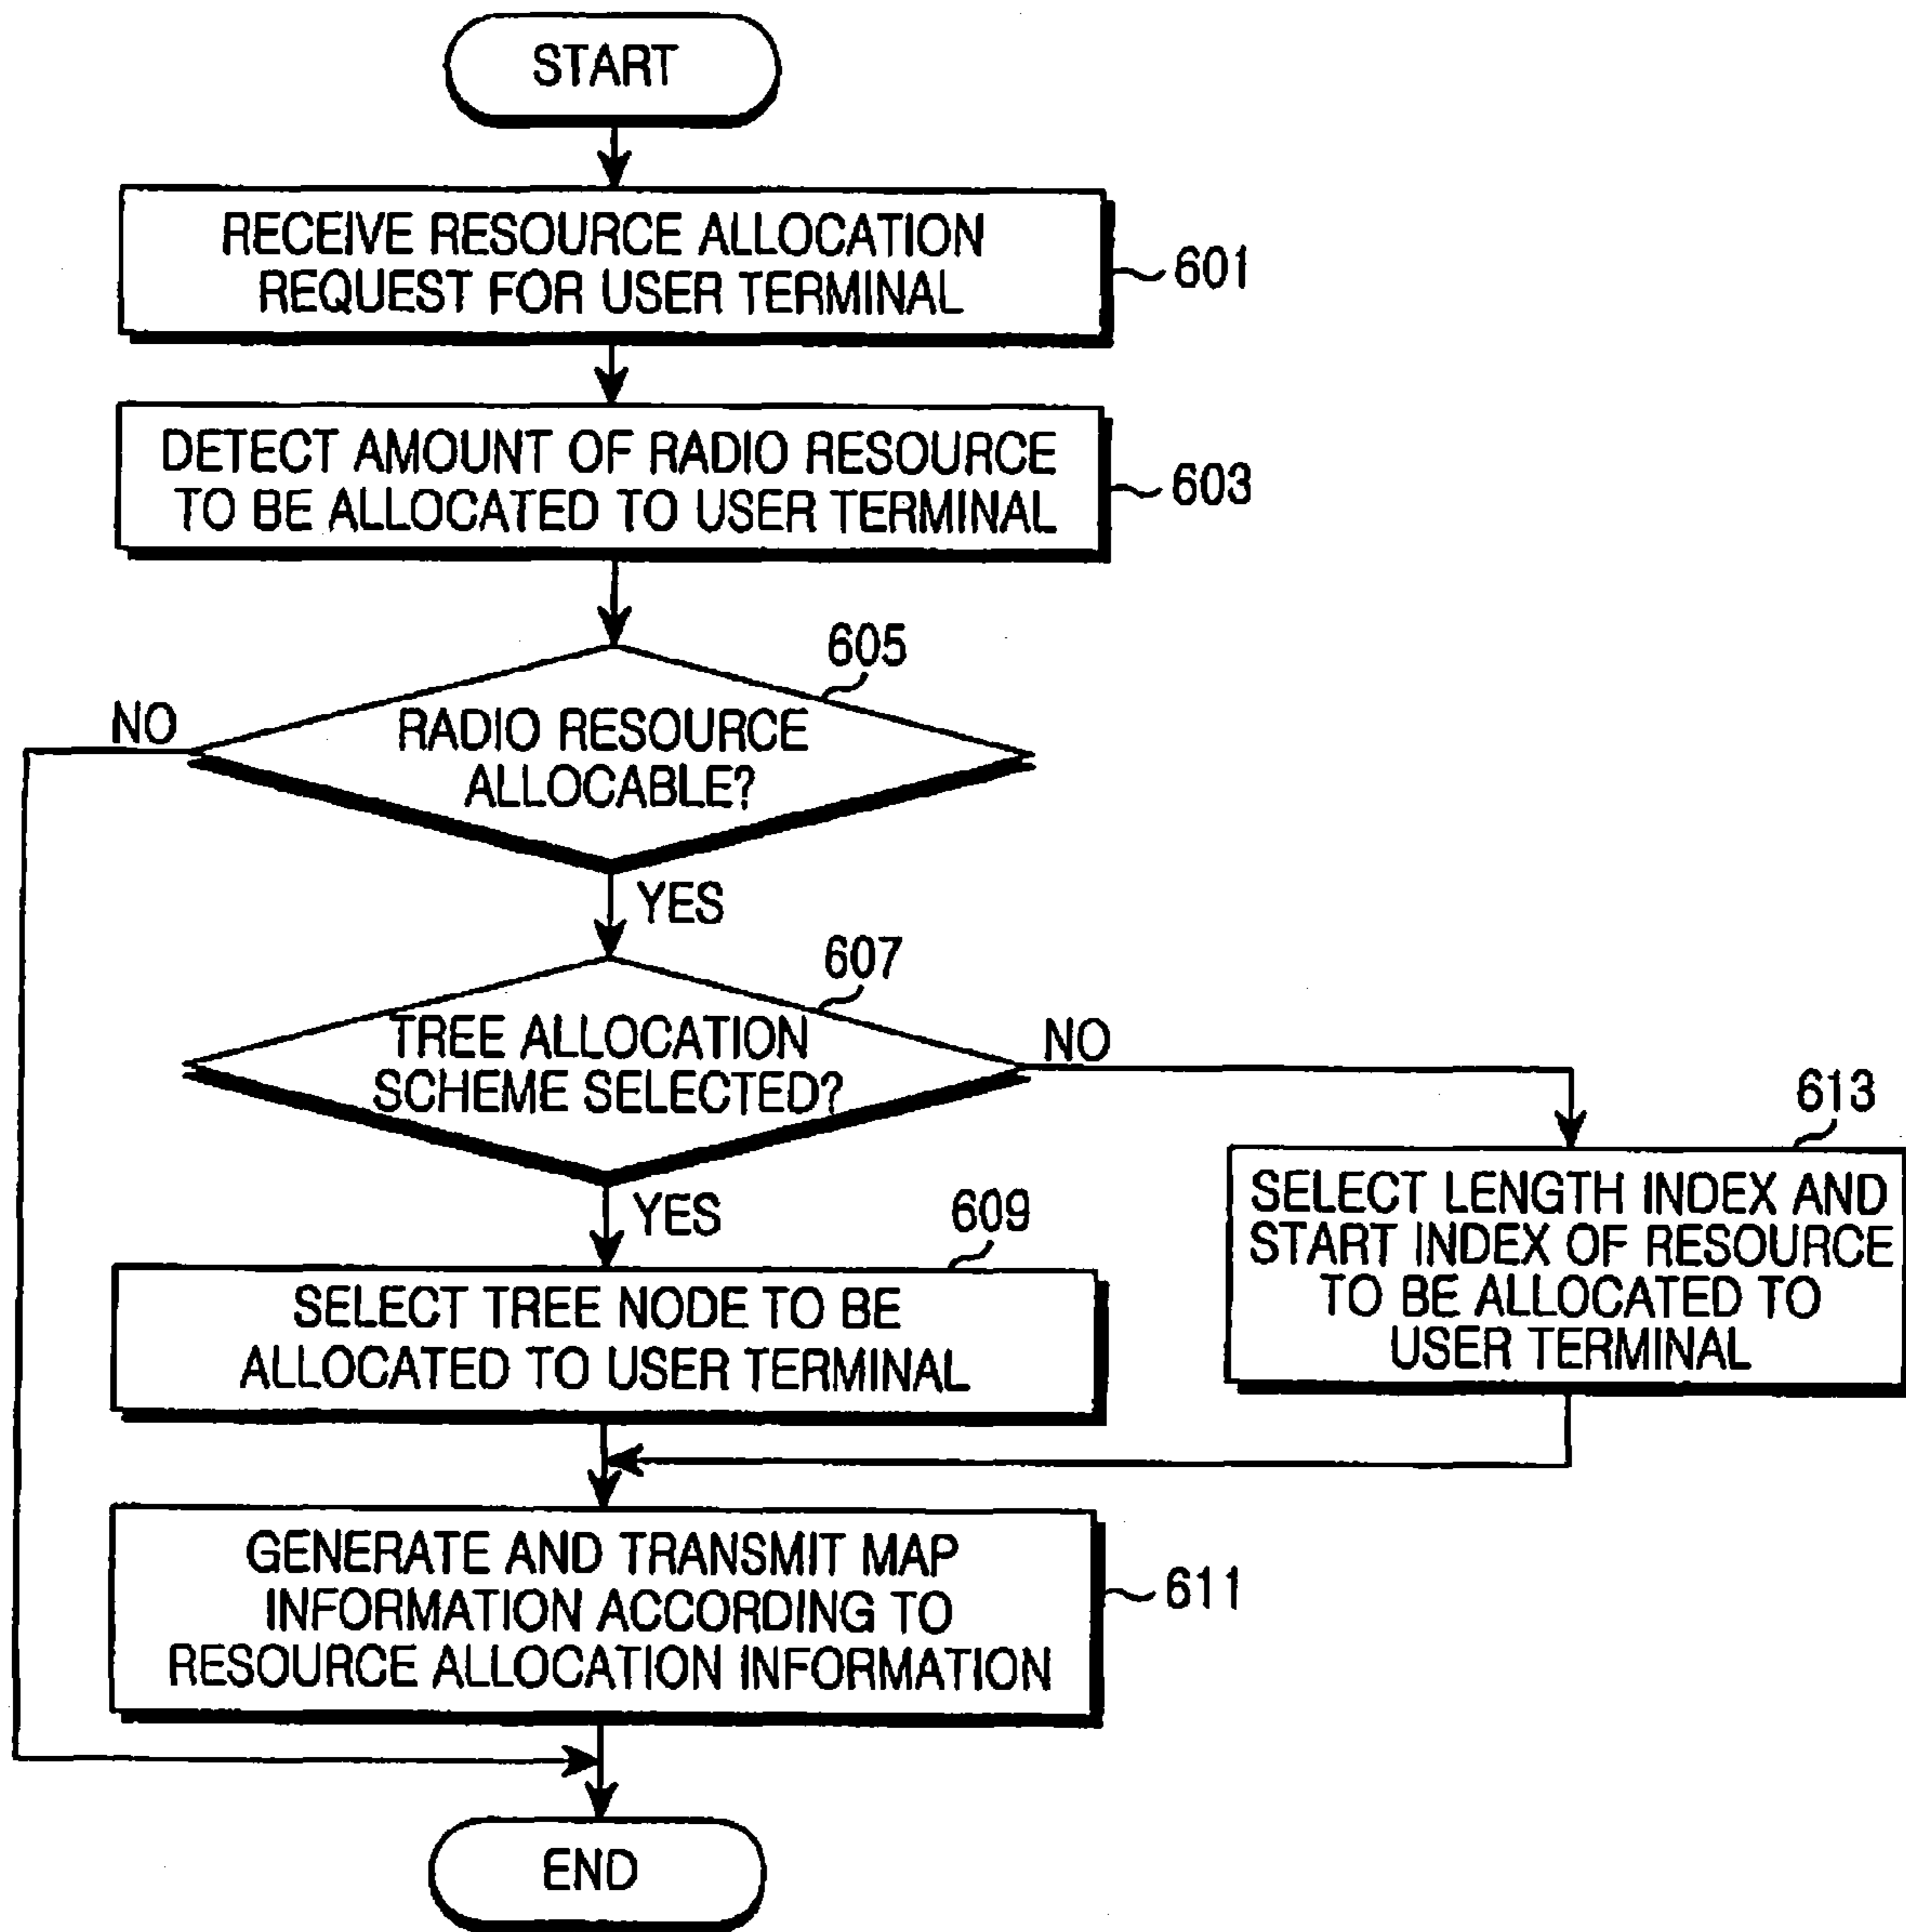 START
RECEIVE RESOURCE ALLOCATION
REQUEST FOR USER TERMINAL
601
DETECT AMOUNT OF RADIO RESOURCE
TO BE ALLOCATED TO USER TERMINAL
603
605
NO
RADIO RESOURCE
ALLOCABLE?
YES
607
TREE ALLOCATION
SCHEME SELECTED?
NO
613
SELECT LENGTH INDEX AND
START INDEX OF RESOURCE
TO BE ALLOCATED TO
USER TERMINAL
YES
609
SELECT TREE NODE TO BE
ALLOCATED TO USER TERMINAL
GENERATE AND TRANSMIT MAP
INFORMATION ACCORDING TO
RESOURCE ALLOCATION INFORMATION
611
END